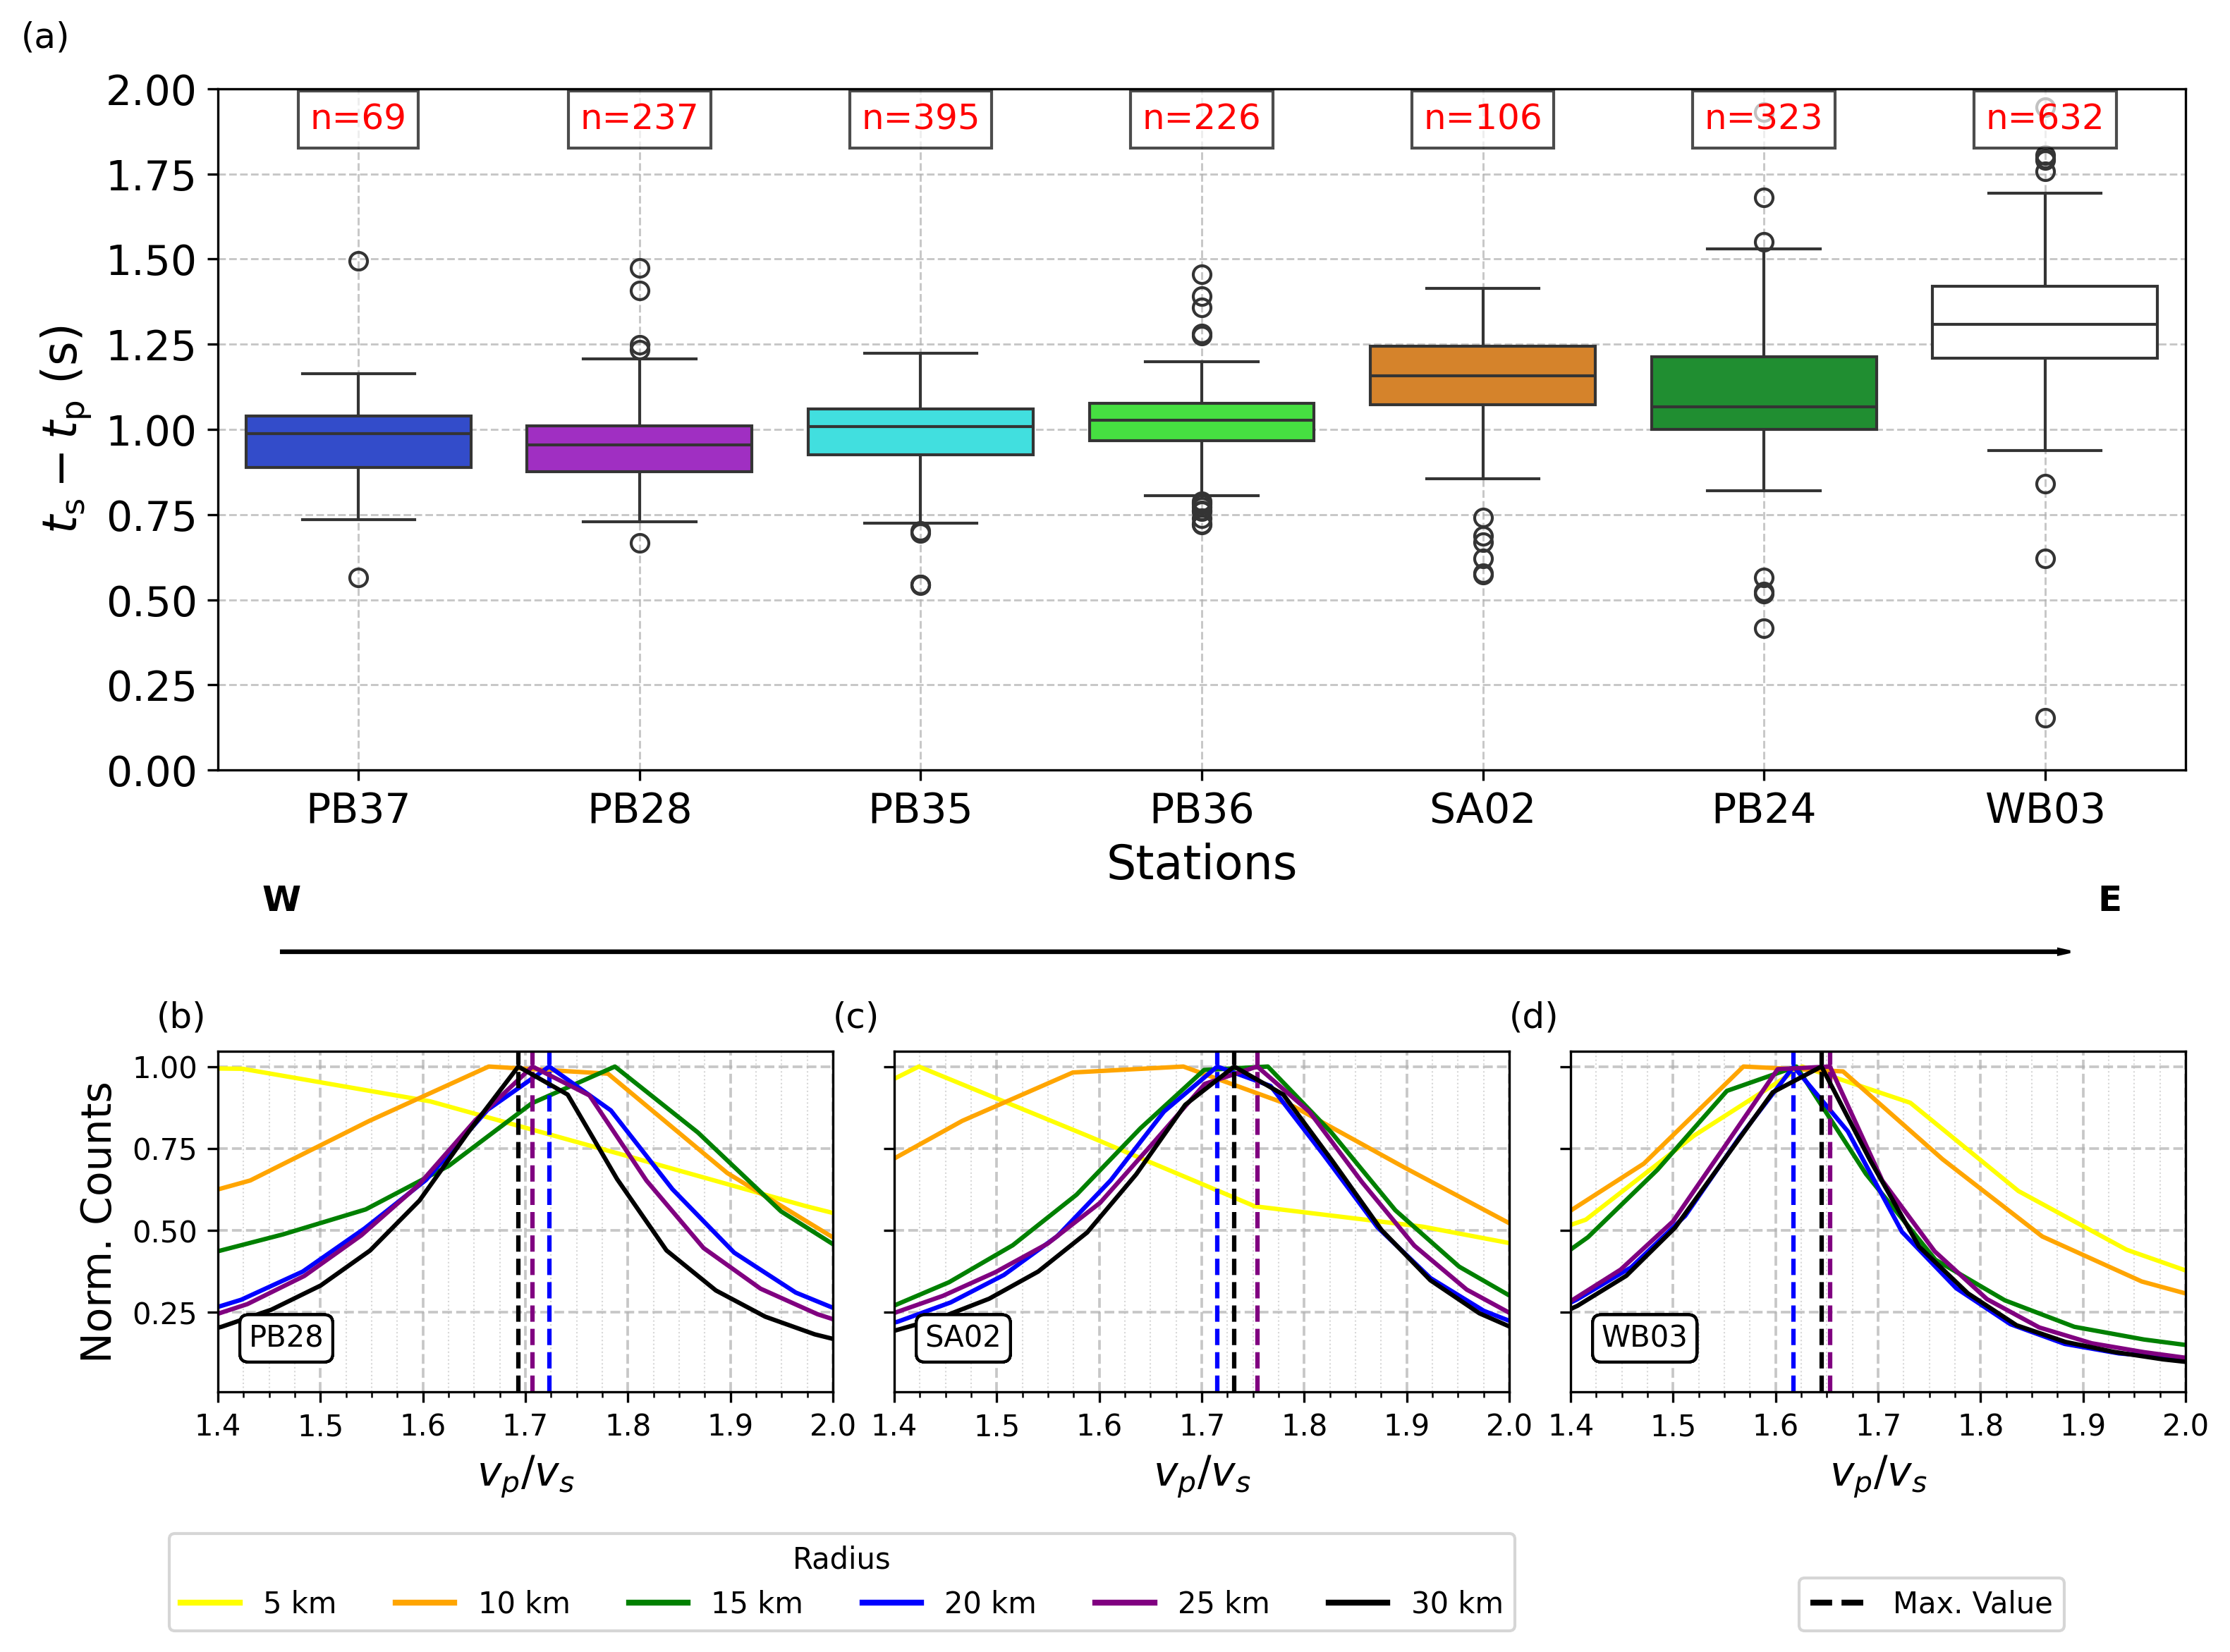 (a)
2.00
1.75
1.50
1.25
1.00
0.75
0.50
0.25
0.00
t_s − t_p (s)
n=69 n=237 n=395 n=226 n=106 n=323 n=632
PB37 PB28 PB35 PB36 SA02 PB24 WB03
Stations
W E
(b) (c) (d)
1.00
0.75
0.50
0.25
Norm. Counts
PB28 SA02 WB03
1.4 1.5 1.6 1.7 1.8 1.9 2.0 1.4 1.5 1.6 1.7 1.8 1.9 2.0 1.4 1.5 1.6 1.7 1.8 1.9 2.0
v_p/v_s v_p/v_s v_p/v_s
Radius
5 km 10 km 15 km 20 km 25 km 30 km Max. Value